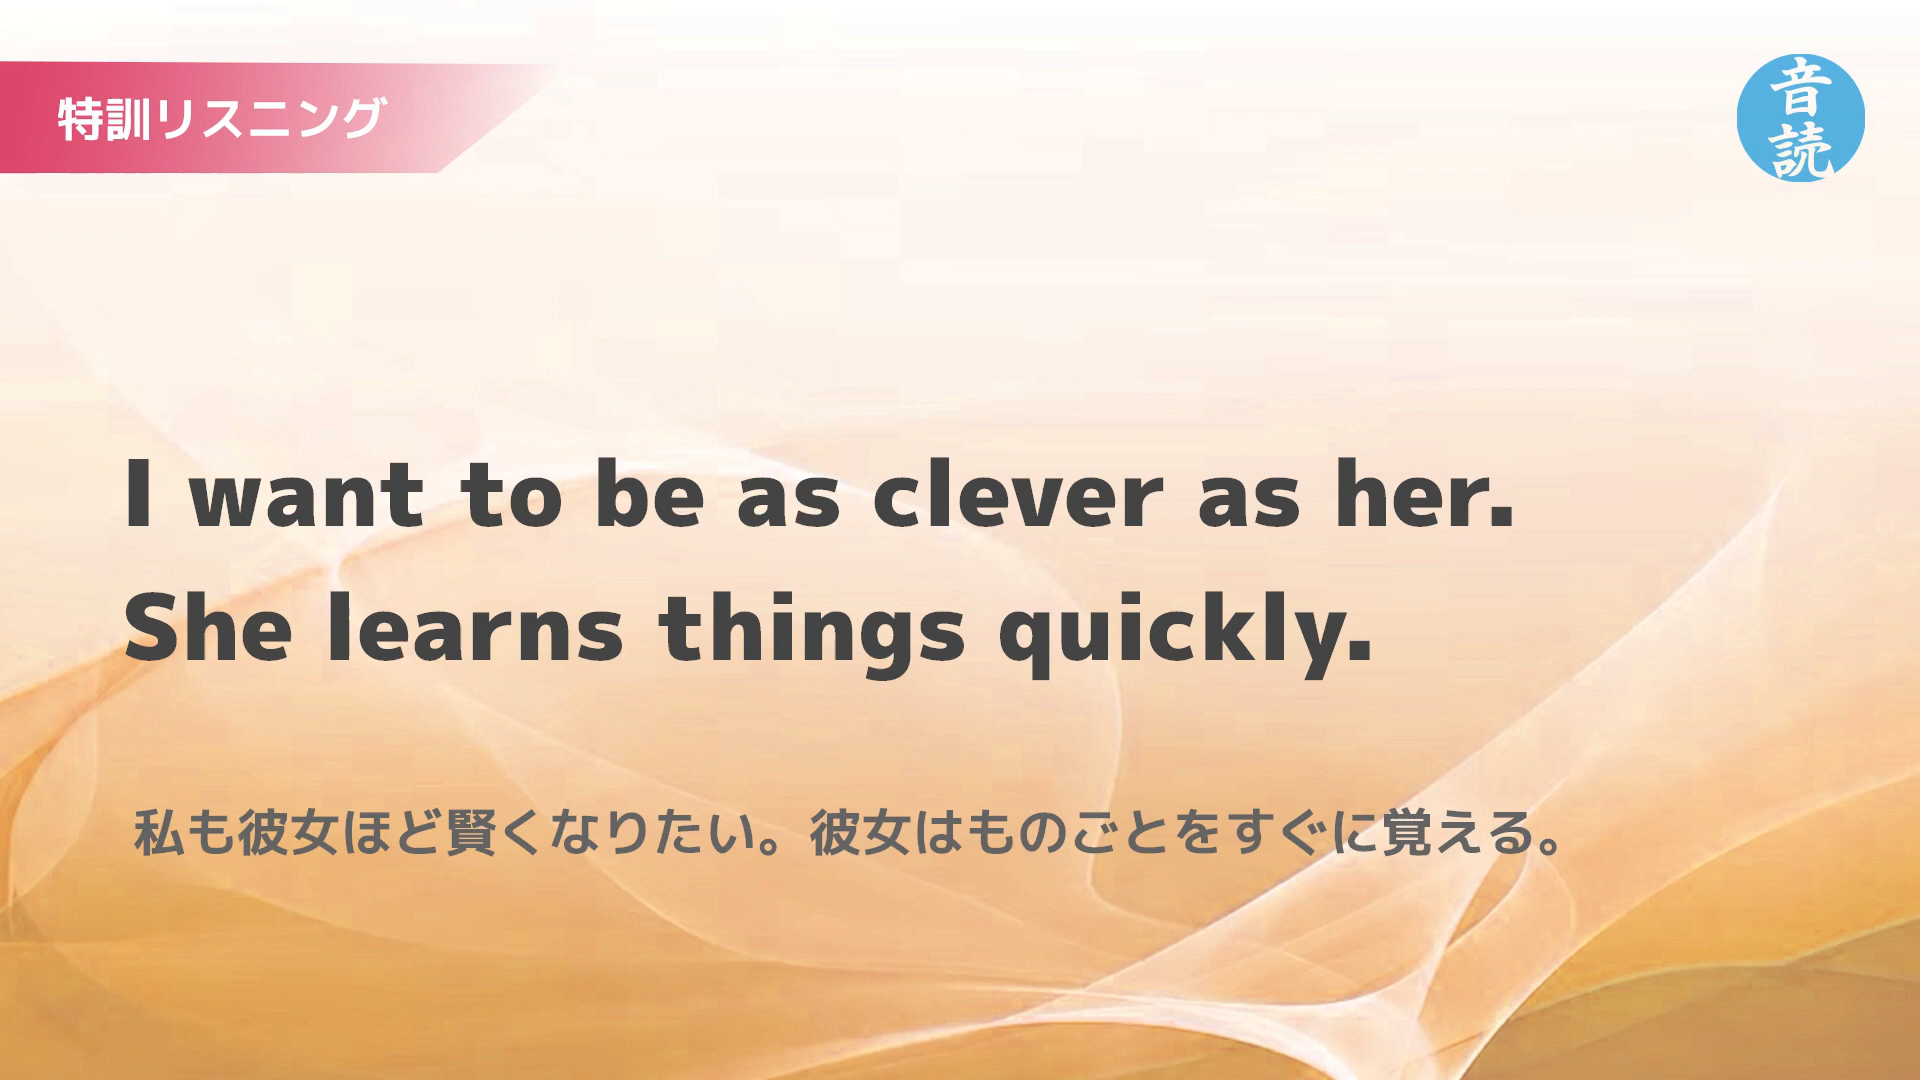 特訓リスニング
音
読
I want to be as clever as her.
She learns things quickly.
私も彼女ほど賢くなりたい。彼女はものごとをすぐに覚える。